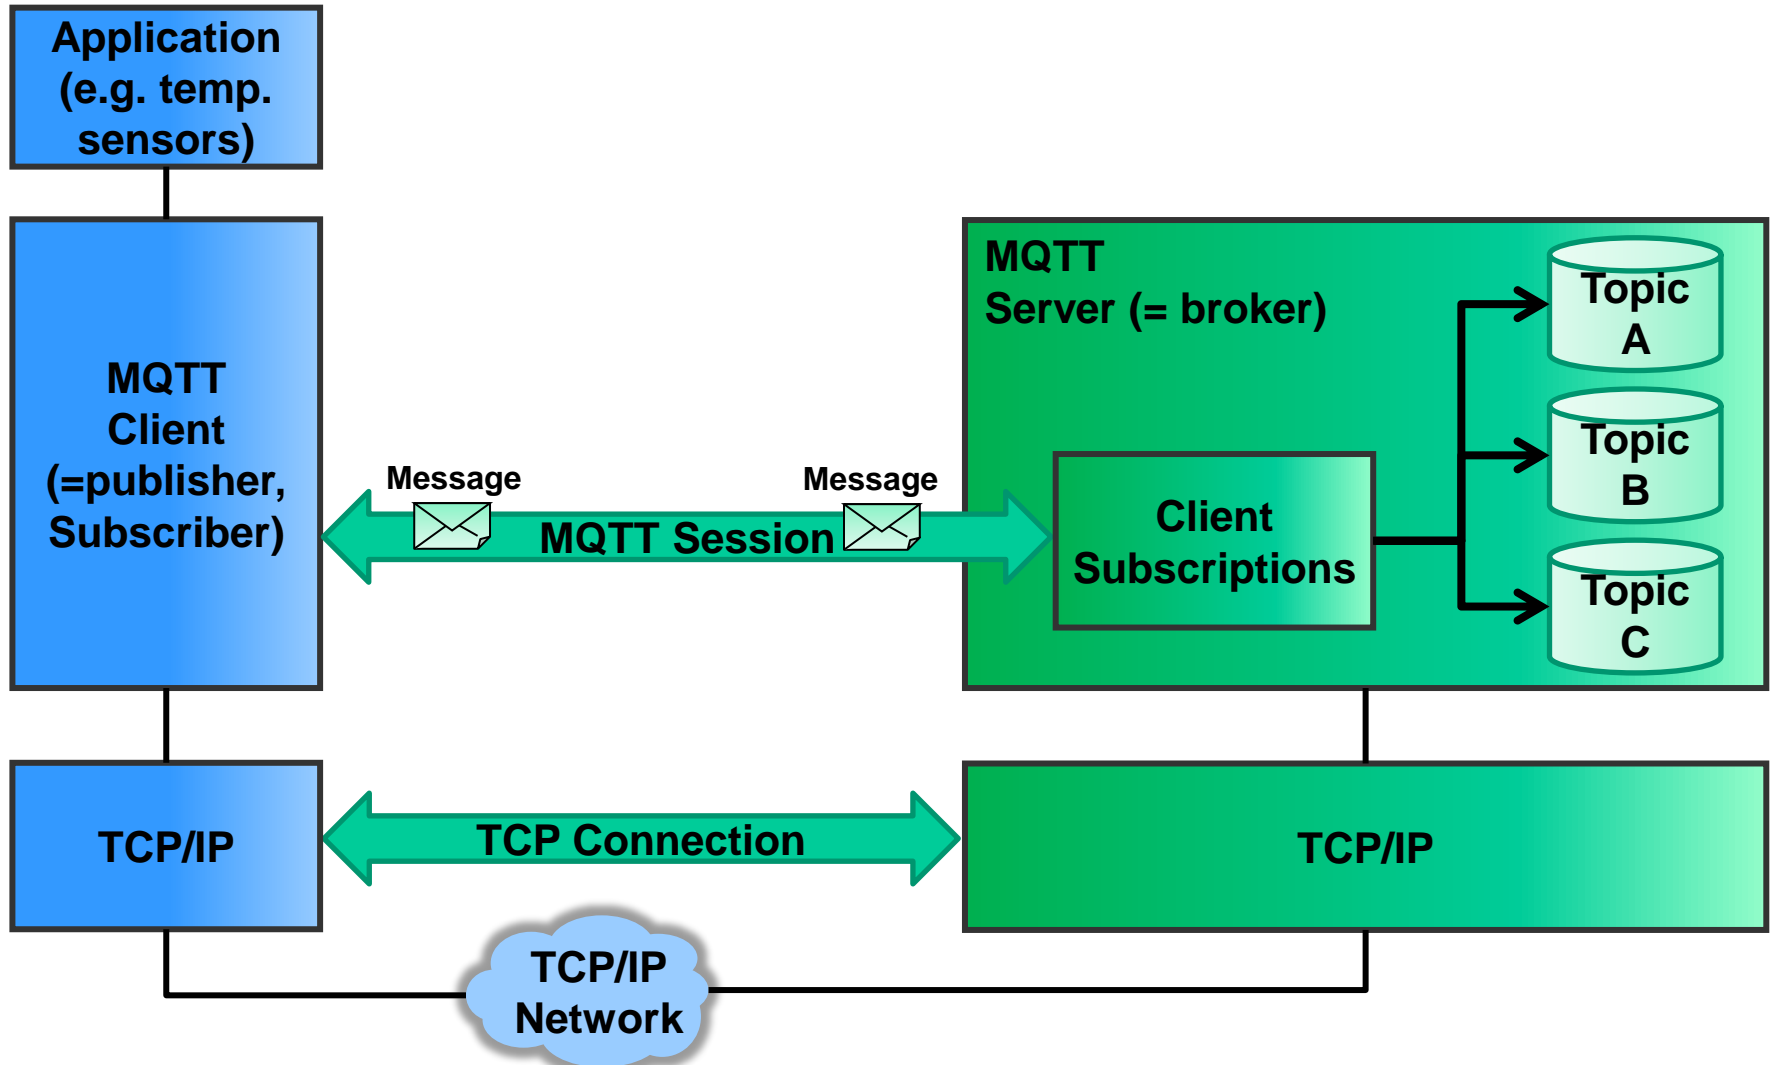 Application
(e.g. temp.
sensors)
MQTT
Client
(=publisher,
Subscriber)
Message
Message
MQTT Session
MQTT
Server (= broker)
Client
Subscriptions
Topic
A
Topic
B
Topic
C
TCP/IP
TCP Connection
TCP/IP
TCP/IP
Network